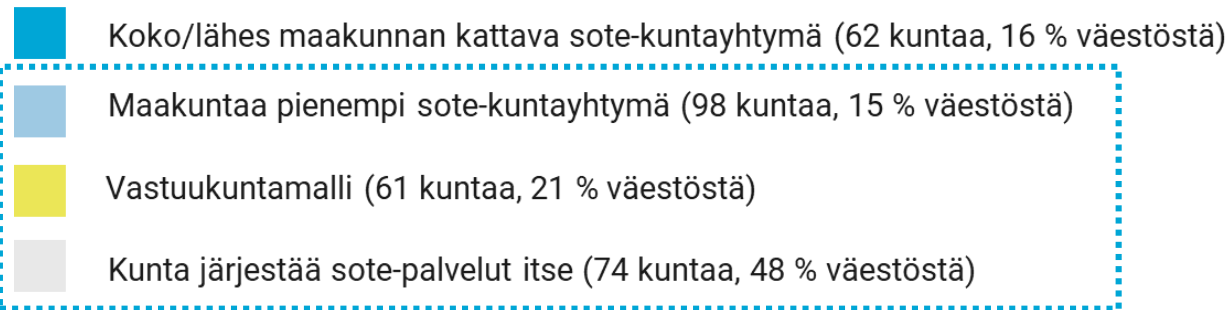 Koko/lähes maakunnan kattava sote-kuntayhtymä (62 kuntaa, 16 % väestöstä)
Maakuntaa pienempi sote-kuntayhtymä (98 kuntaa, 15 % väestöstä)
Vastuukuntamalli (61 kuntaa, 21 % väestöstä)
Kunta järjestää sote-palvelut itse (74 kuntaa, 48 % väestöstä)